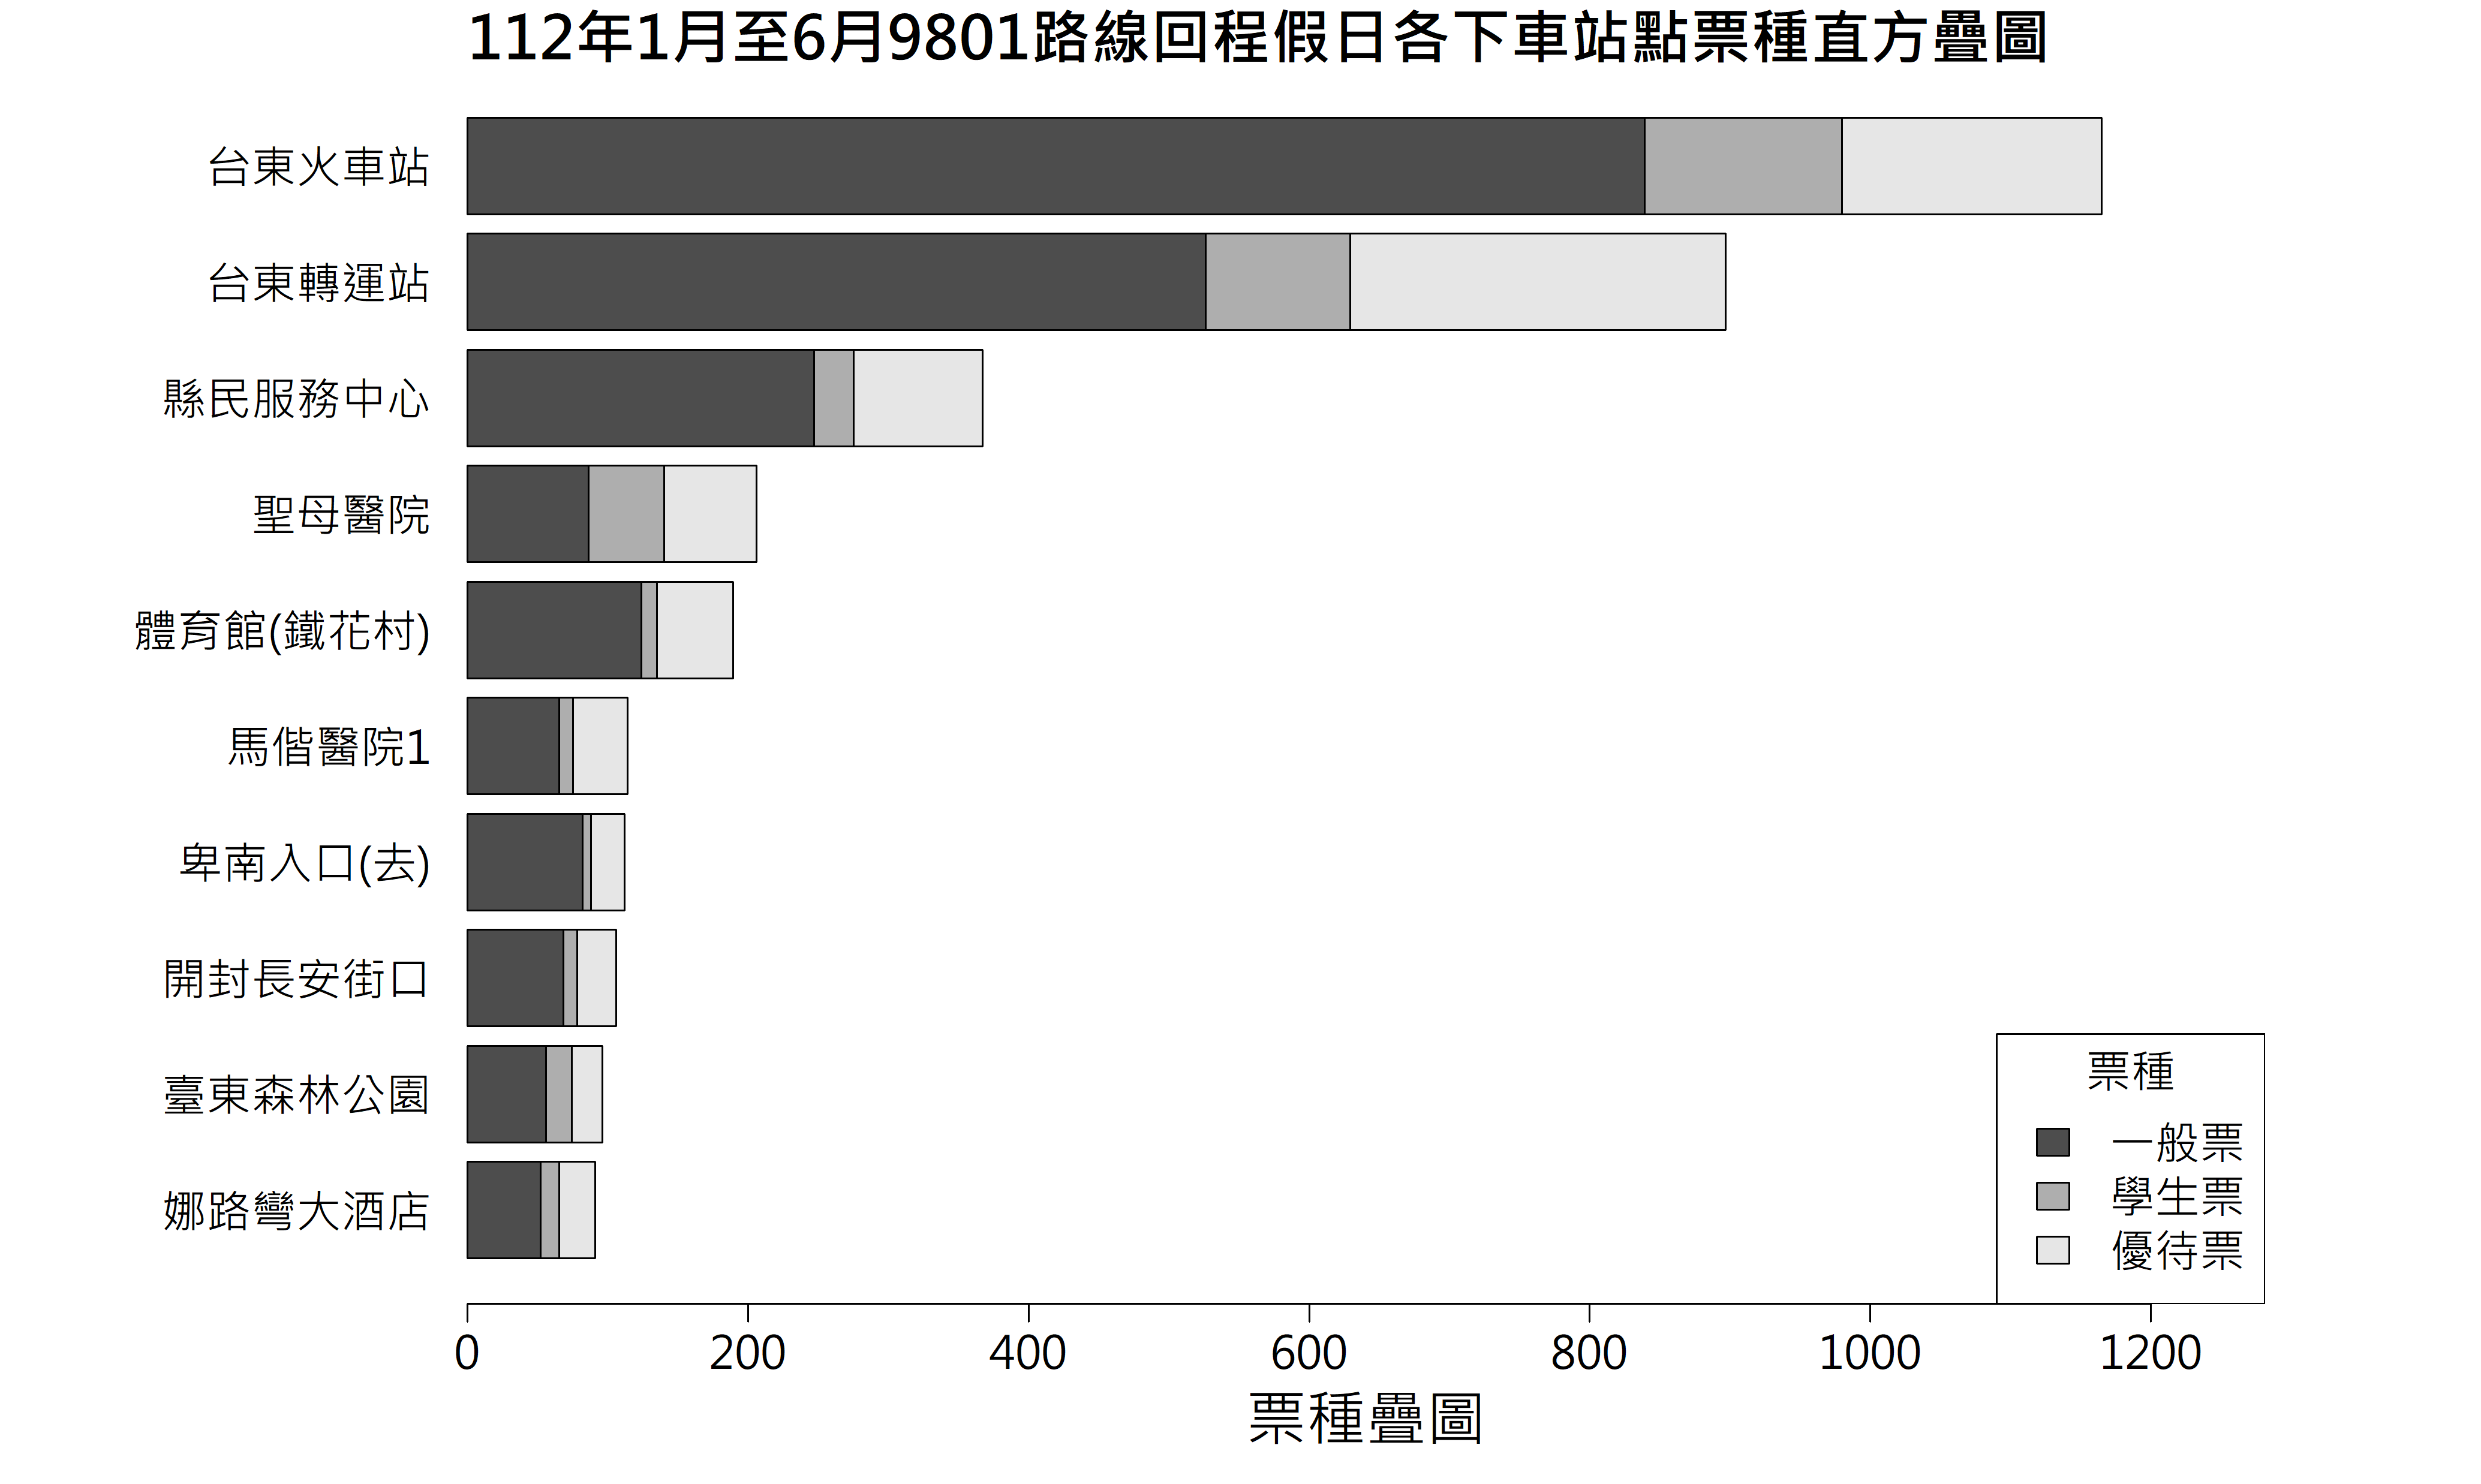 112年1月至6月9801路線回程假日各下車站點票種直方疊圖
台東火車站
台東轉運站
縣民服務中心
聖母醫院
體育館(鐵花村)
馬偕醫院1
卑南入口(去)
開封長安街口
臺東森林公園
娜路彎大酒店
票種
一般票
學生票
優待票
0 200 400 600 800 1000 1200
票種疊圖